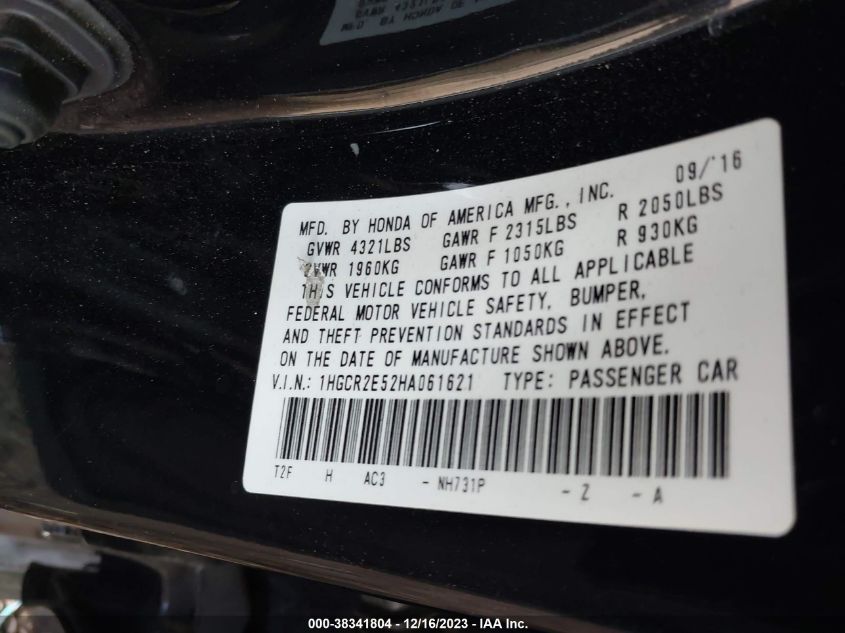 09/'16
MFD. BY HONDA OF AMERICA MFG., INC.
GVWR 4321LBS GAWR F 2315LBS R 2050LBS
GVWR 1960KG GAWR F 1050KG R 930KG
THIS VEHICLE CONFORMS TO ALL APPLICABLE
FEDERAL MOTOR VEHICLE SAFETY, BUMPER,
AND THEFT PREVENTION STANDARDS IN EFFECT
ON THE DATE OF MANUFACTURE SHOWN ABOVE.
V.I.N.: 1HGCR2E52HA061621 TYPE: PASSENGER CAR
T2F H AC3 - NH731P - Z - A
000-38341804 - 12/16/2023 - IAA Inc.